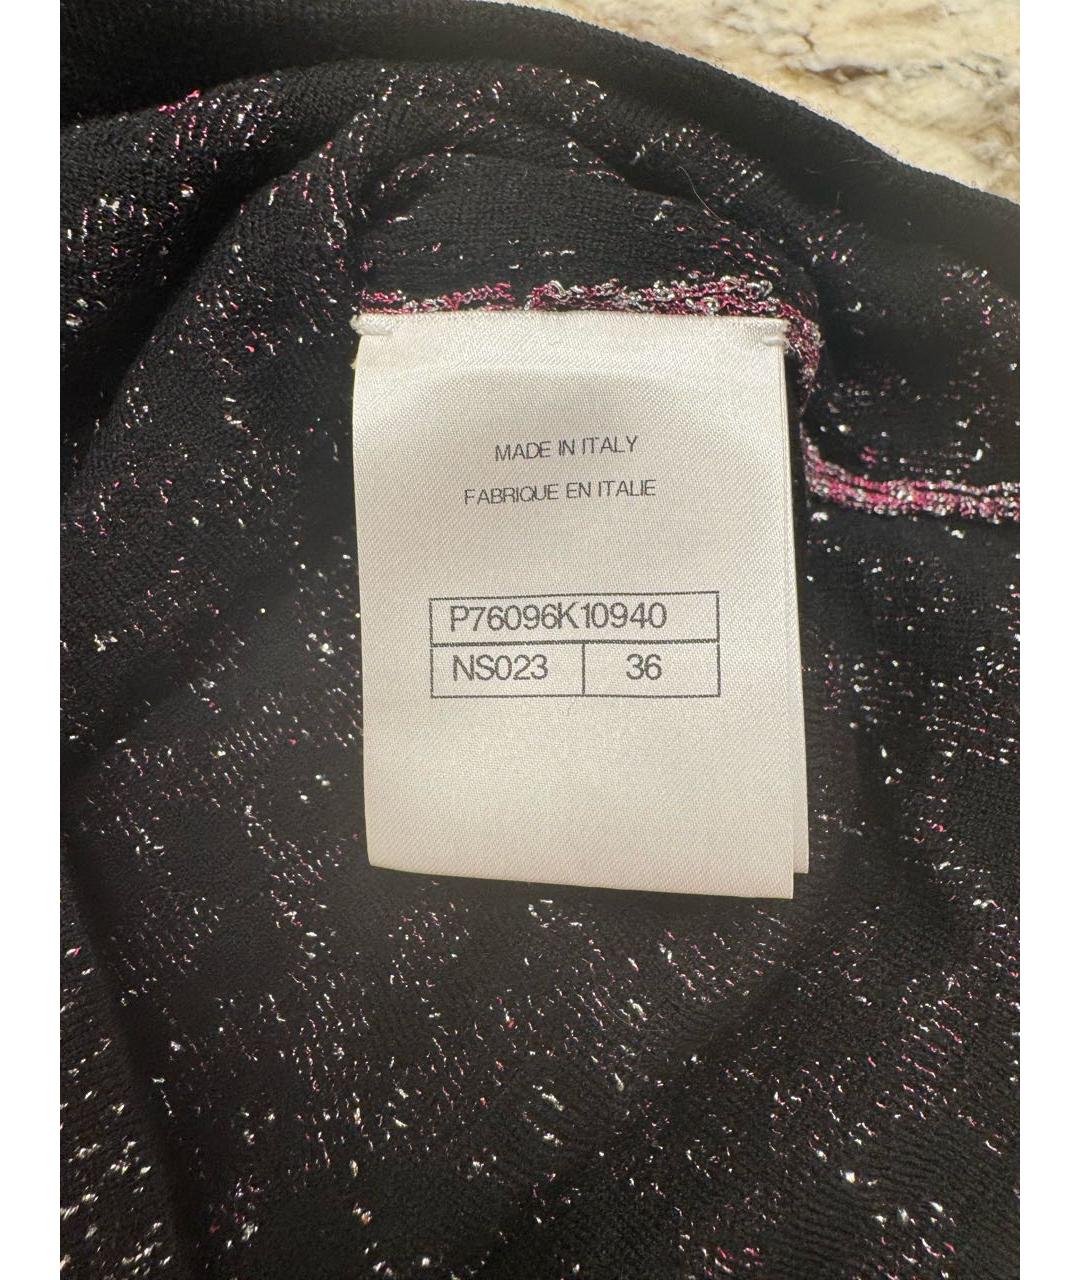 MADE IN ITALY
FABRIQUE EN ITALIE
P76096K10940
NS023 36